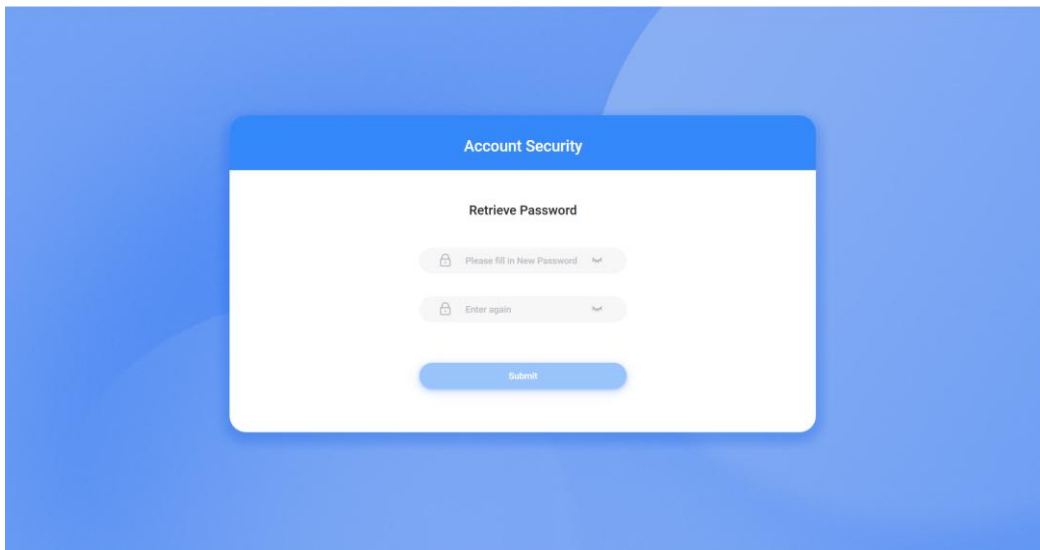 Account Security
Retrieve Password
Please fill in New Password
Enter again
Submit